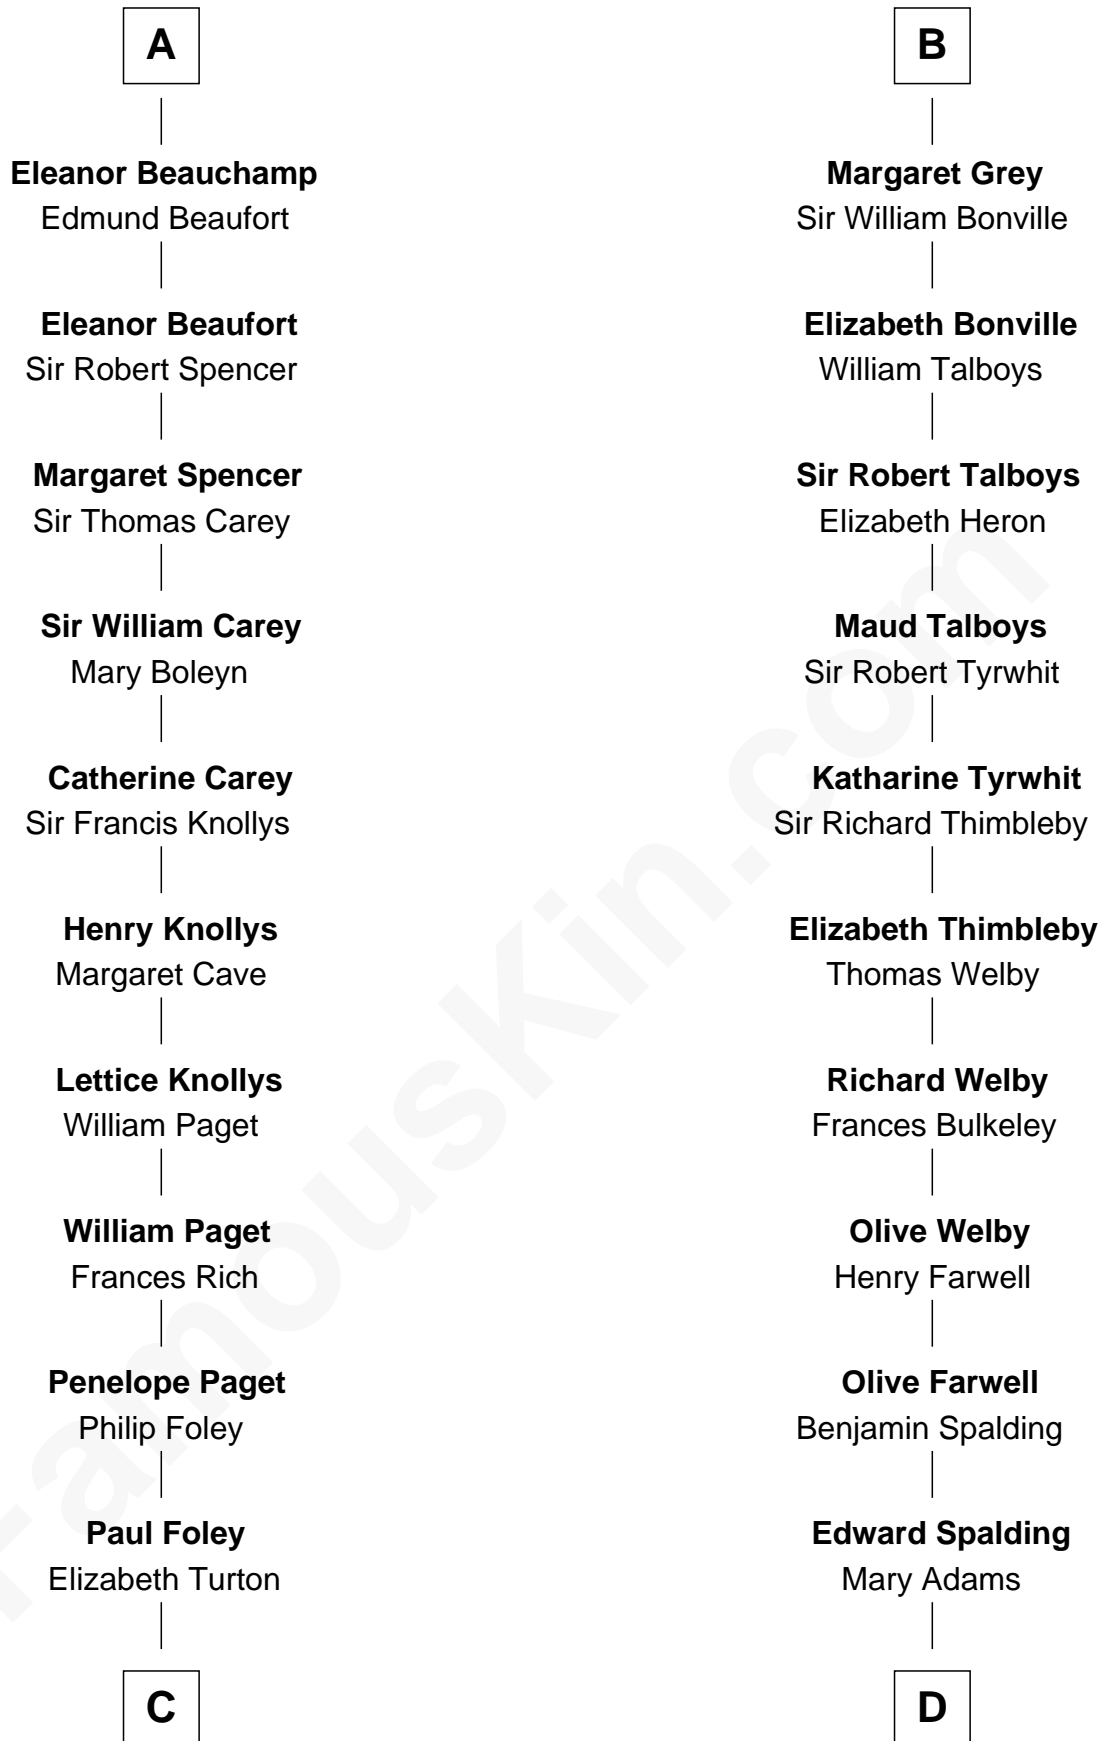 A
Eleanor Beauchamp
Edmund Beaufort
Eleanor Beaufort
Sir Robert Spencer
Margaret Spencer
Sir Thomas Carey
Sir William Carey
Mary Boleyn
Catherine Carey
Sir Francis Knollys
Henry Knollys
Margaret Cave
Lettice Knollys
William Paget
William Paget
Frances Rich
Penelope Paget
Philip Foley
Paul Foley
Elizabeth Turton
C
B
Margaret Grey
Sir William Bonville
Elizabeth Bonville
William Talboys
Sir Robert Talboys
Elizabeth Heron
Maud Talboys
Sir Robert Tyrwhit
Katharine Tyrwhit
Sir Richard Thimbleby
Elizabeth Thimbleby
Thomas Welby
Richard Welby
Frances Bulkeley
Olive Welby
Henry Farwell
Olive Farwell
Benjamin Spalding
Edward Spalding
Mary Adams
D
FamousKin.com